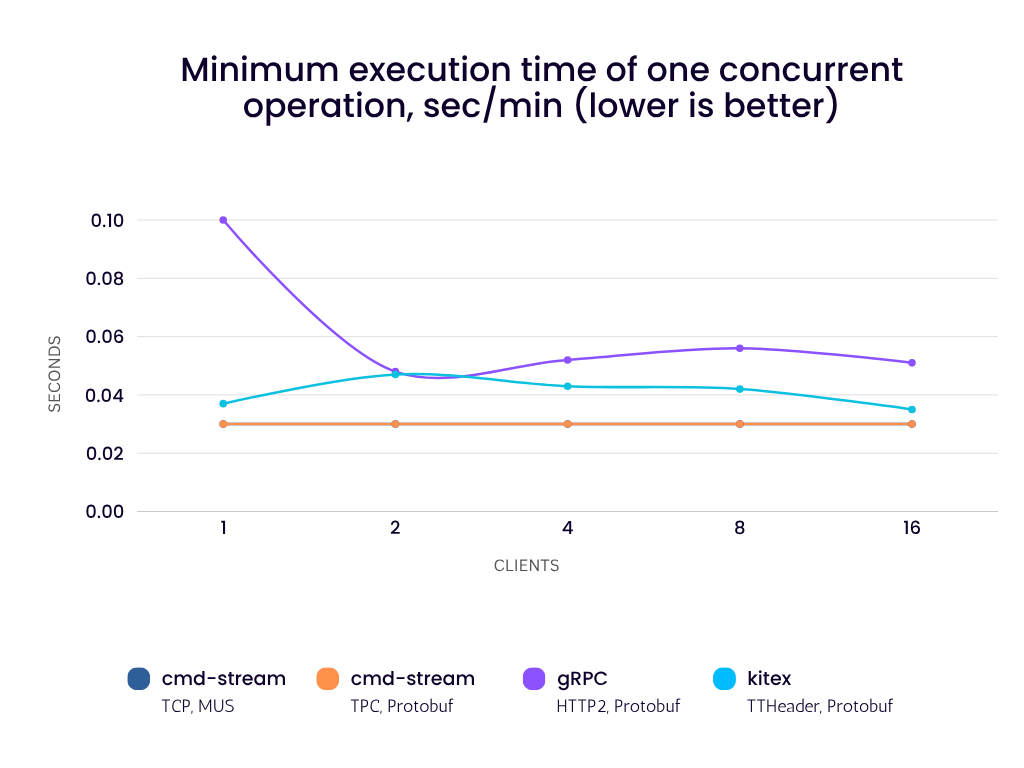 Minimum execution time of one concurrent
operation, sec/min (lower is better)
0.10
0.08
0.06
0.04
0.02
0.00
SECONDS
1 2 4 8 16
CLIENTS
cmd-stream cmd-stream gRPC kitex
TCP, MUS TPC, Protobuf HTTP2, Protobuf TTHeader, Protobuf